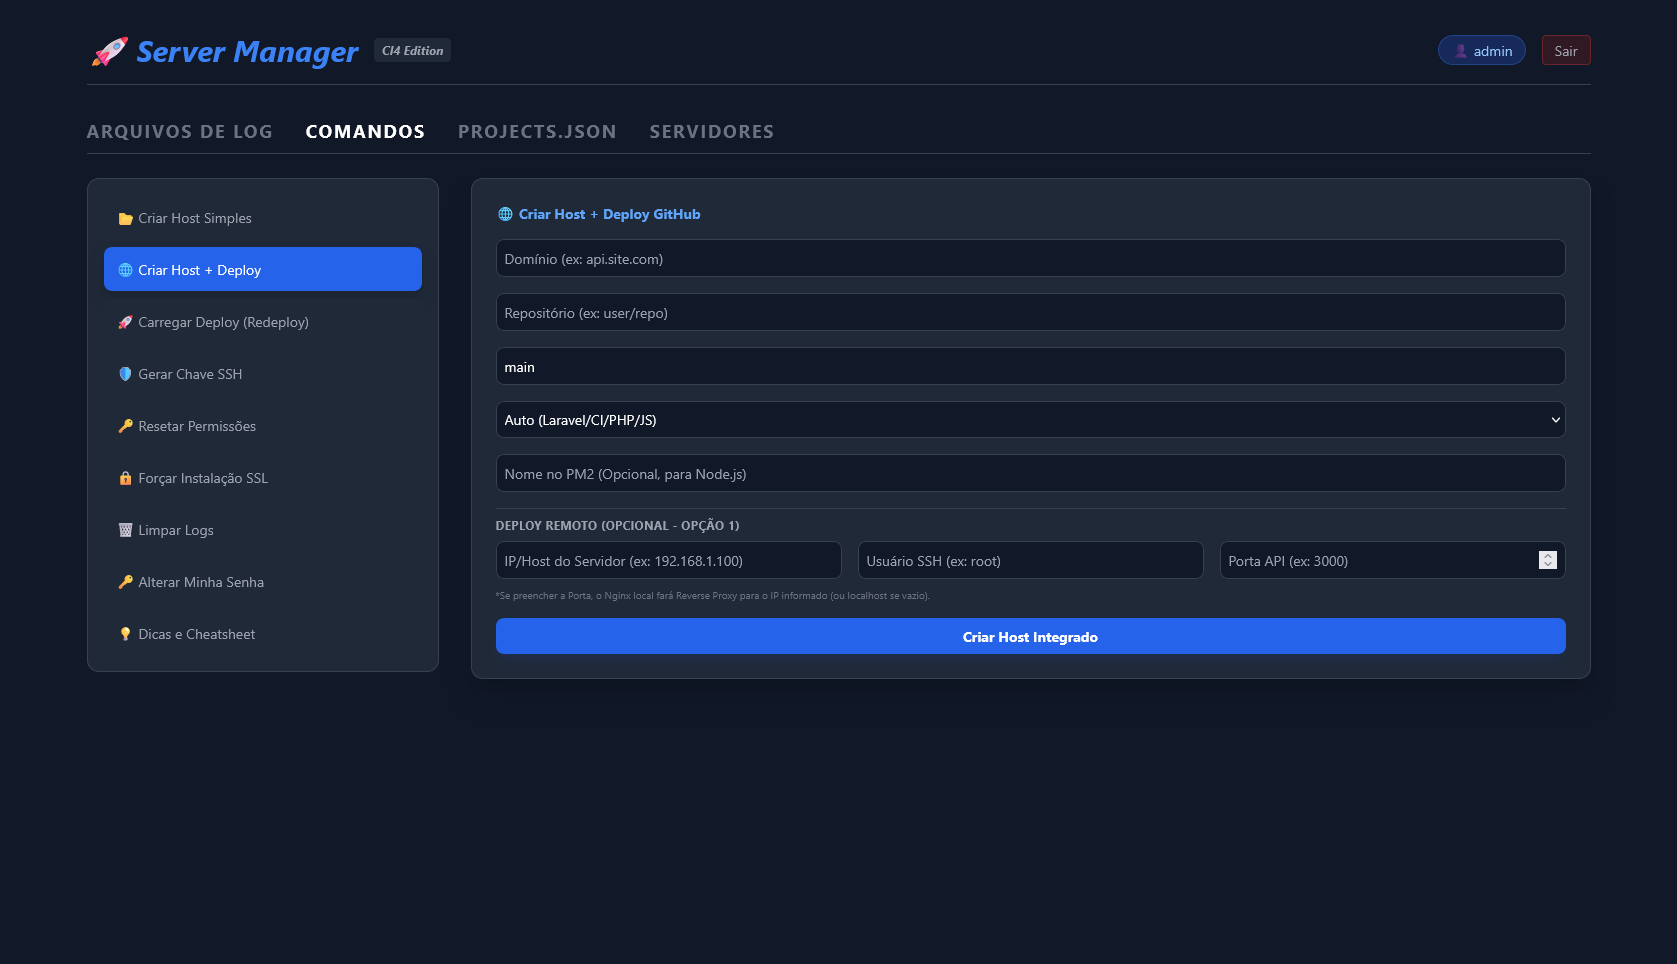 Server Manager CI4 Edition
admin
Sair
ARQUIVOS DE LOG COMANDOS PROJECTS.JSON SERVIDORES
Criar Host Simples
Criar Host + Deploy
Carregar Deploy (Redeploy)
Gerar Chave SSH
Resetar Permissões
Forçar Instalação SSL
Limpar Logs
Alterar Minha Senha
Dicas e Cheatsheet
Criar Host + Deploy GitHub
Domínio (ex: api.site.com)
Repositório (ex: user/repo)
main
Auto (Laravel/CI/PHP/JS)
Nome no PM2 (Opcional, para Node.js)
DEPLOY REMOTO (OPCIONAL - OPÇÃO 1)
IP/Host do Servidor (ex: 192.168.1.100) Usuário SSH (ex: root) Porta API (ex: 3000)
*Se preencher a Porta, o Nginx local fará Reverse Proxy para o IP informado (ou localhost se vazio).
Criar Host Integrado